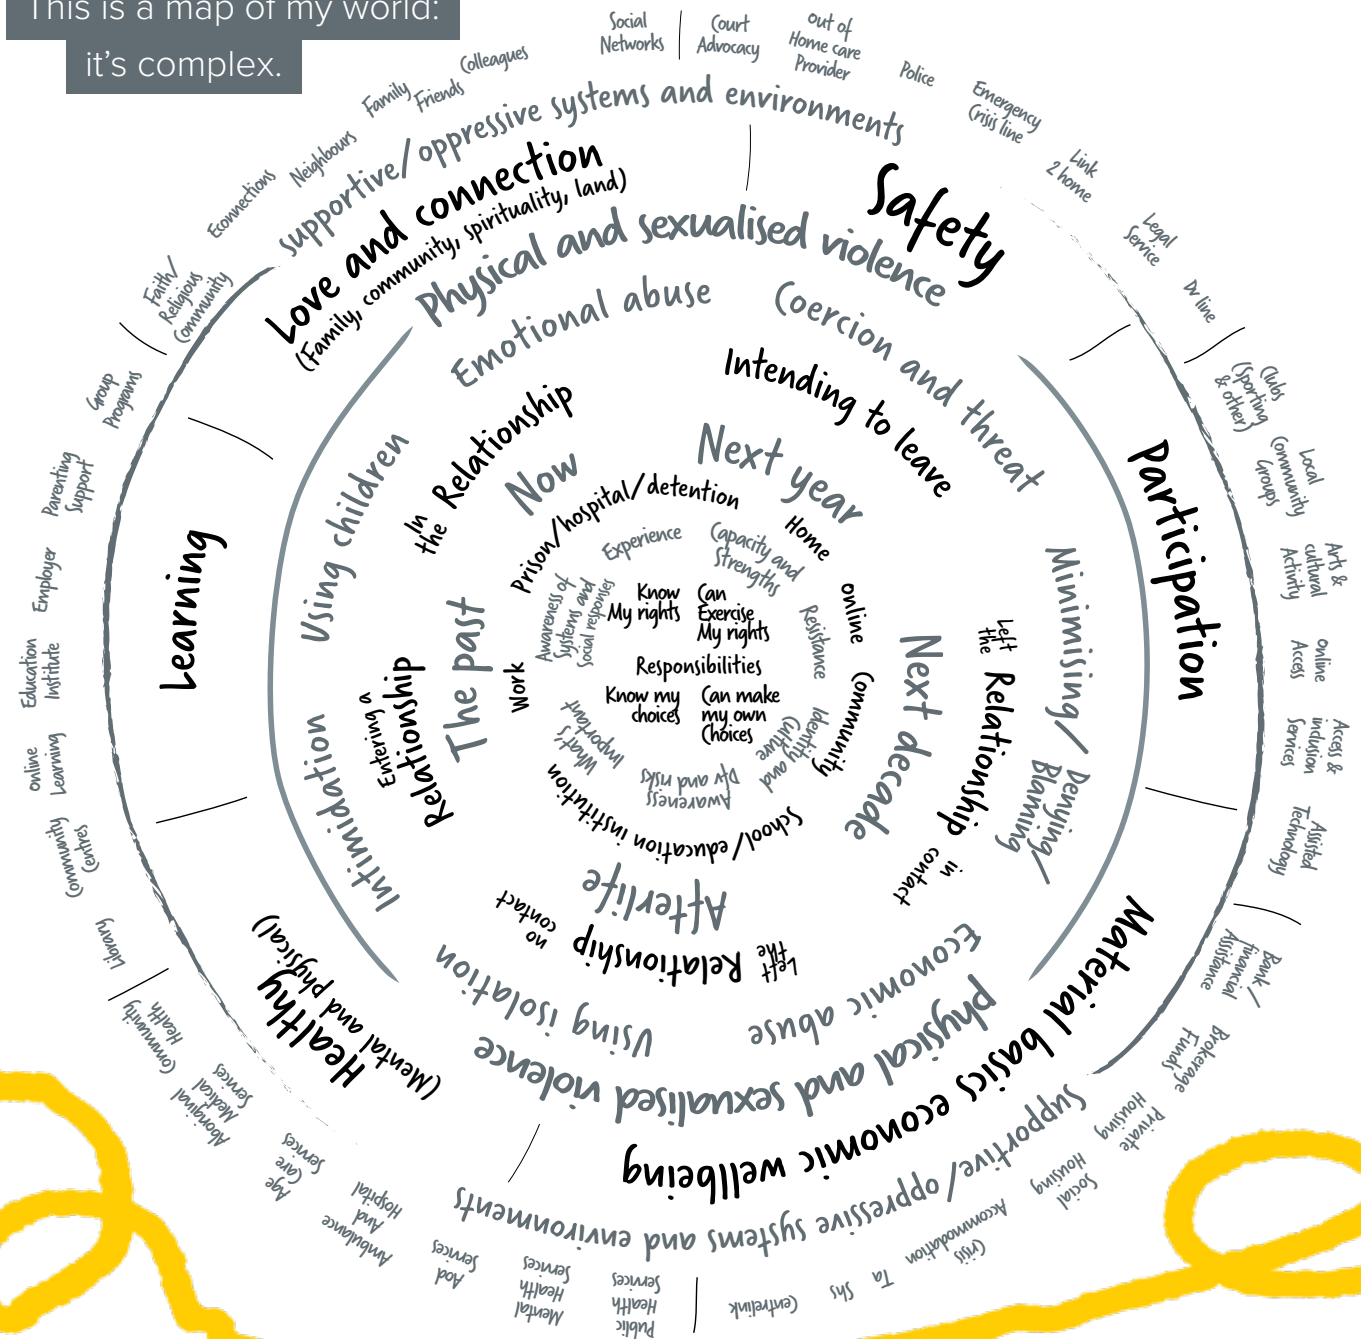 This is a map of my world:
it's complex.
Social
Networks
Court
Advocacy
out of
Home care
Provider
Police
Emergency
Crisis line
Link
2 home
Legal
Service
Dv line
Clubs
(Sporting
& other)
Local
Community
Groups
Arts &
cultural
Activity
online
Access
Access &
inclusion
Services
Assisted
Technology
Bank /
financial
Assistance
Brokerage
Funds
Private
Housing
Social
Housing
Crisis
Accommodation
Ta
Shs
Centrelink
Public
Health
Services
Mental
Health
Services
Aod
Services
Ambulance
And
Hospital
Age
Care
Services
Aboriginal
Medical
Services
Community
Health
Library
Community
Centres
online
Learning
Education
Institute
Employer
Parenting
Support
Group
Programs
Faith/
Religious
Community
Econnections
Neighbours
Family
Friends
Colleagues
supportive/oppressive systems and environments
Supportive/oppressive systems and environments
Love and connection
(Family, community, spirituality, land)
Safety
Participation
Material basics economic wellbeing
Healthy
(Mental and physical)
Learning
Physical and sexualised violence
physical and sexualised violence
Emotional abuse
Coercion and threat
Minimising/
Denying/
Blaming
Economic abuse
Using isolation
Intimidation
Using children
In
the Relationship
Intending to leave
Left
the Relationship in
contact
Left
the Relationship no
contact
Entering a
Relationship
Now
Next year
Next decade
Afterlife
The past
Prison/hospital/detention
Home
online
Community
School/education institution
Work
Experience
Capacity and
Strengths
Resistance
Identity and
Culture
Awareness
Dfv and risks
What's
Important
Awareness of
Systems and
Social responses
Know
My rights
Can
Exercise
My rights
Responsibilities
Know my
choices
Can make
my own
Choices